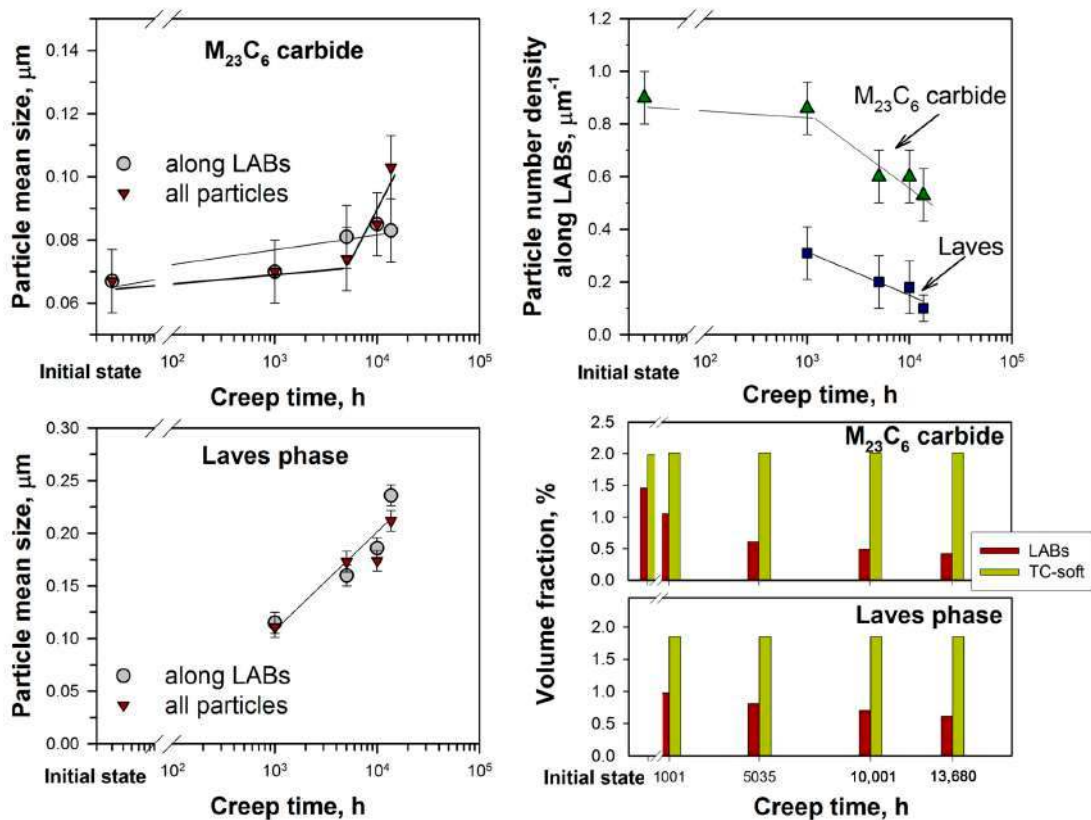 M₂₃C₆ carbide
Particle mean size, μm
0.14
0.12
0.10
0.08
0.06
along LABs
all particles
10²
10³
10⁴
10⁵
Initial state
Creep time, h
Particle number density
along LABs, μm⁻¹
1.2
1.0
0.8
0.6
0.4
0.2
0.0
M₂₃C₆ carbide
Laves
10²
10³
10⁴
10⁵
Initial state
Creep time, h
Laves phase
Particle mean size, μm
0.30
0.25
0.20
0.15
0.10
0.05
0.00
along LABs
all particles
10²
10³
10⁴
10⁵
Initial state
Creep time, h
Volume fraction, %
M₂₃C₆ carbide
2.5
2.0
1.5
1.0
0.5
0.0
LABs
TC-soft
Laves phase
2.0
1.5
1.0
0.5
0.0
Initial state
1001
5035
10,001
13,680
Creep time, h